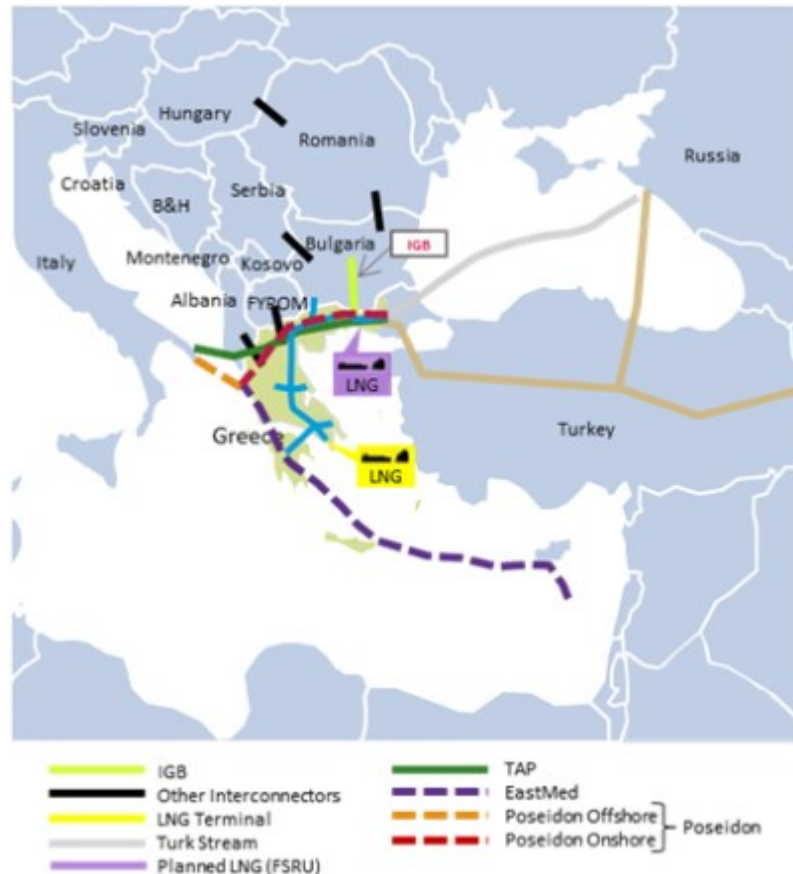 Hungary
Slovenia
Romania
Russia
Croatia
Serbia
B&H
Bulgaria
IGB
Italy
Montenegro
Kosovo
Albania
FYROM
LNG
Greece
Turkey
LNG
IGB
Other Interconnectors
LNG Terminal
Turk Stream
Planned LNG (FSRU)
TAP
EastMed
Poseidon Offshore
Poseidon Onshore
Poseidon